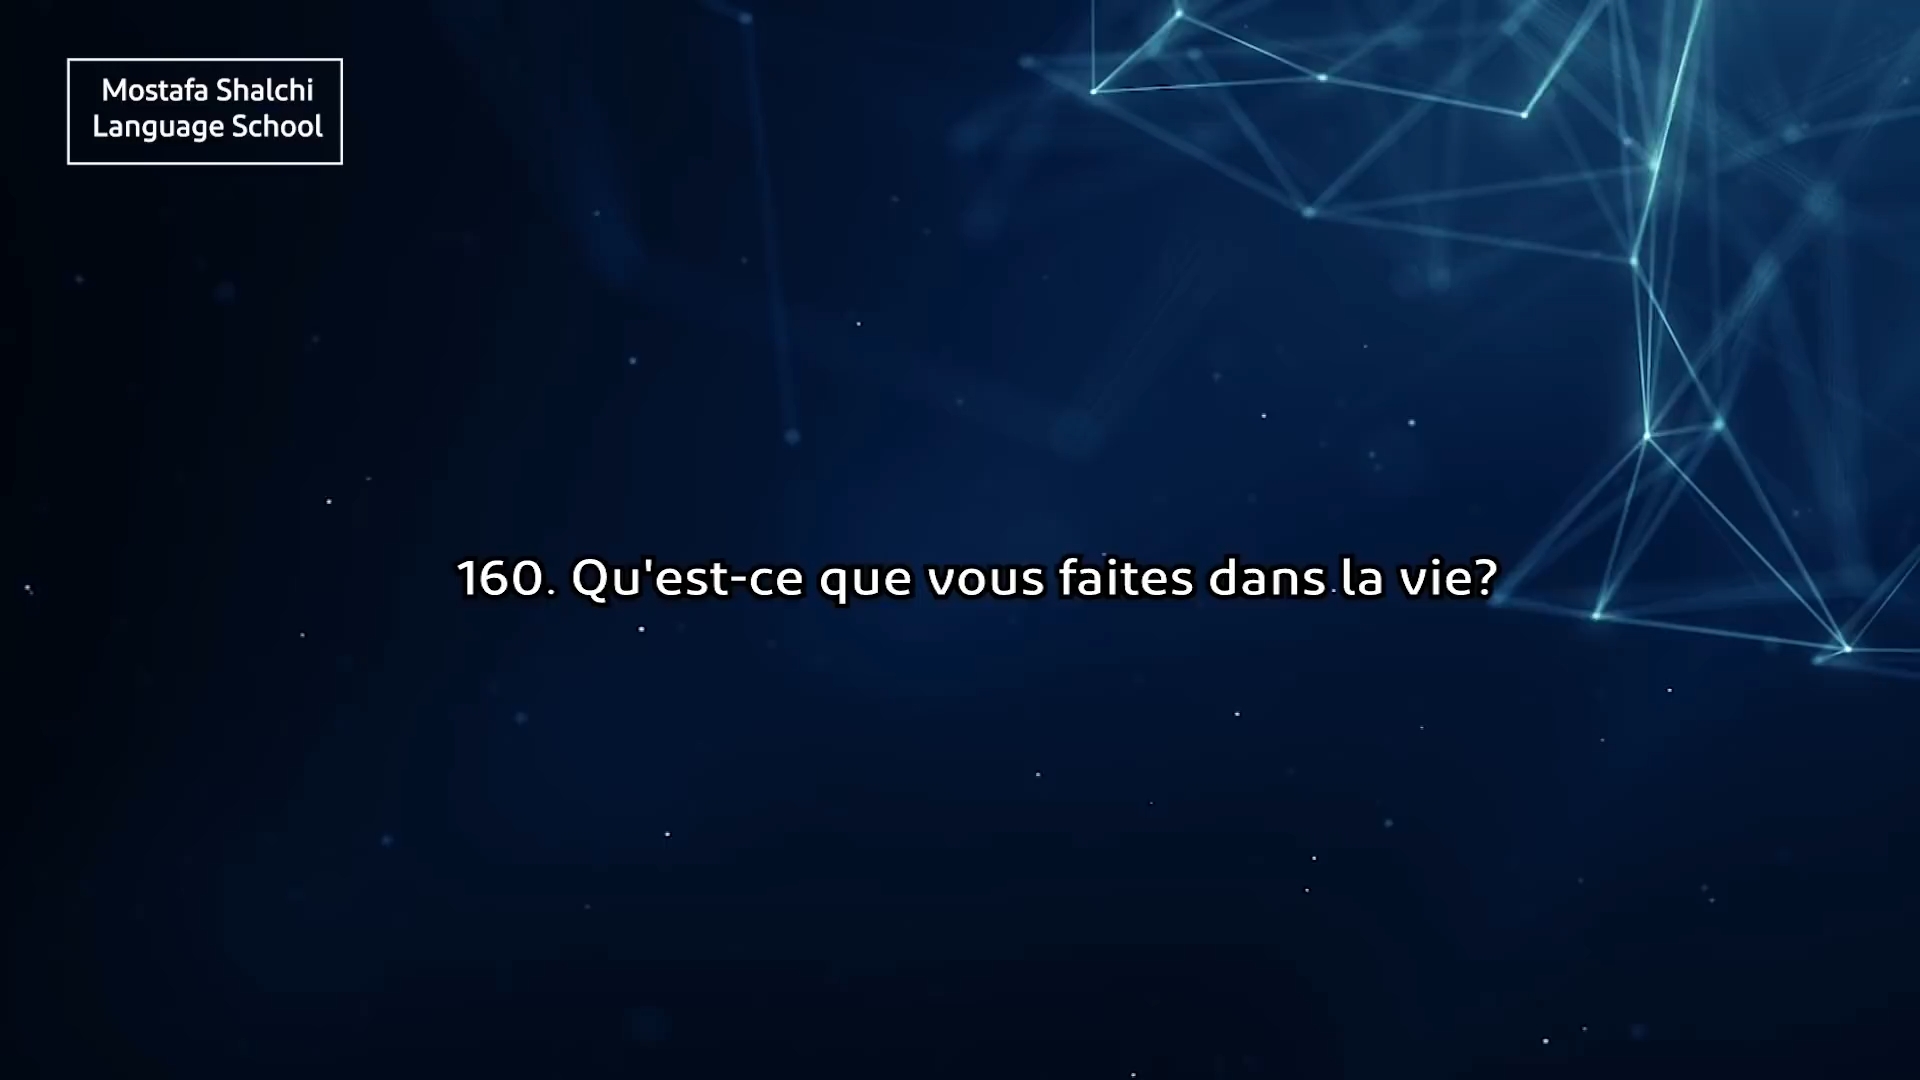 Mostafa Shalchi
Language School
160. Qu'est-ce que vous faites dans la vie?